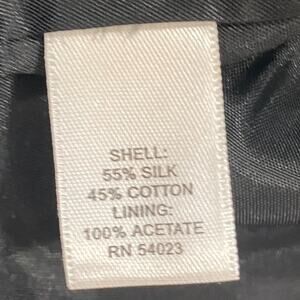 SHELL:
55% SILK
45% COTTON
LINING:
100% ACETATE
RN 54023